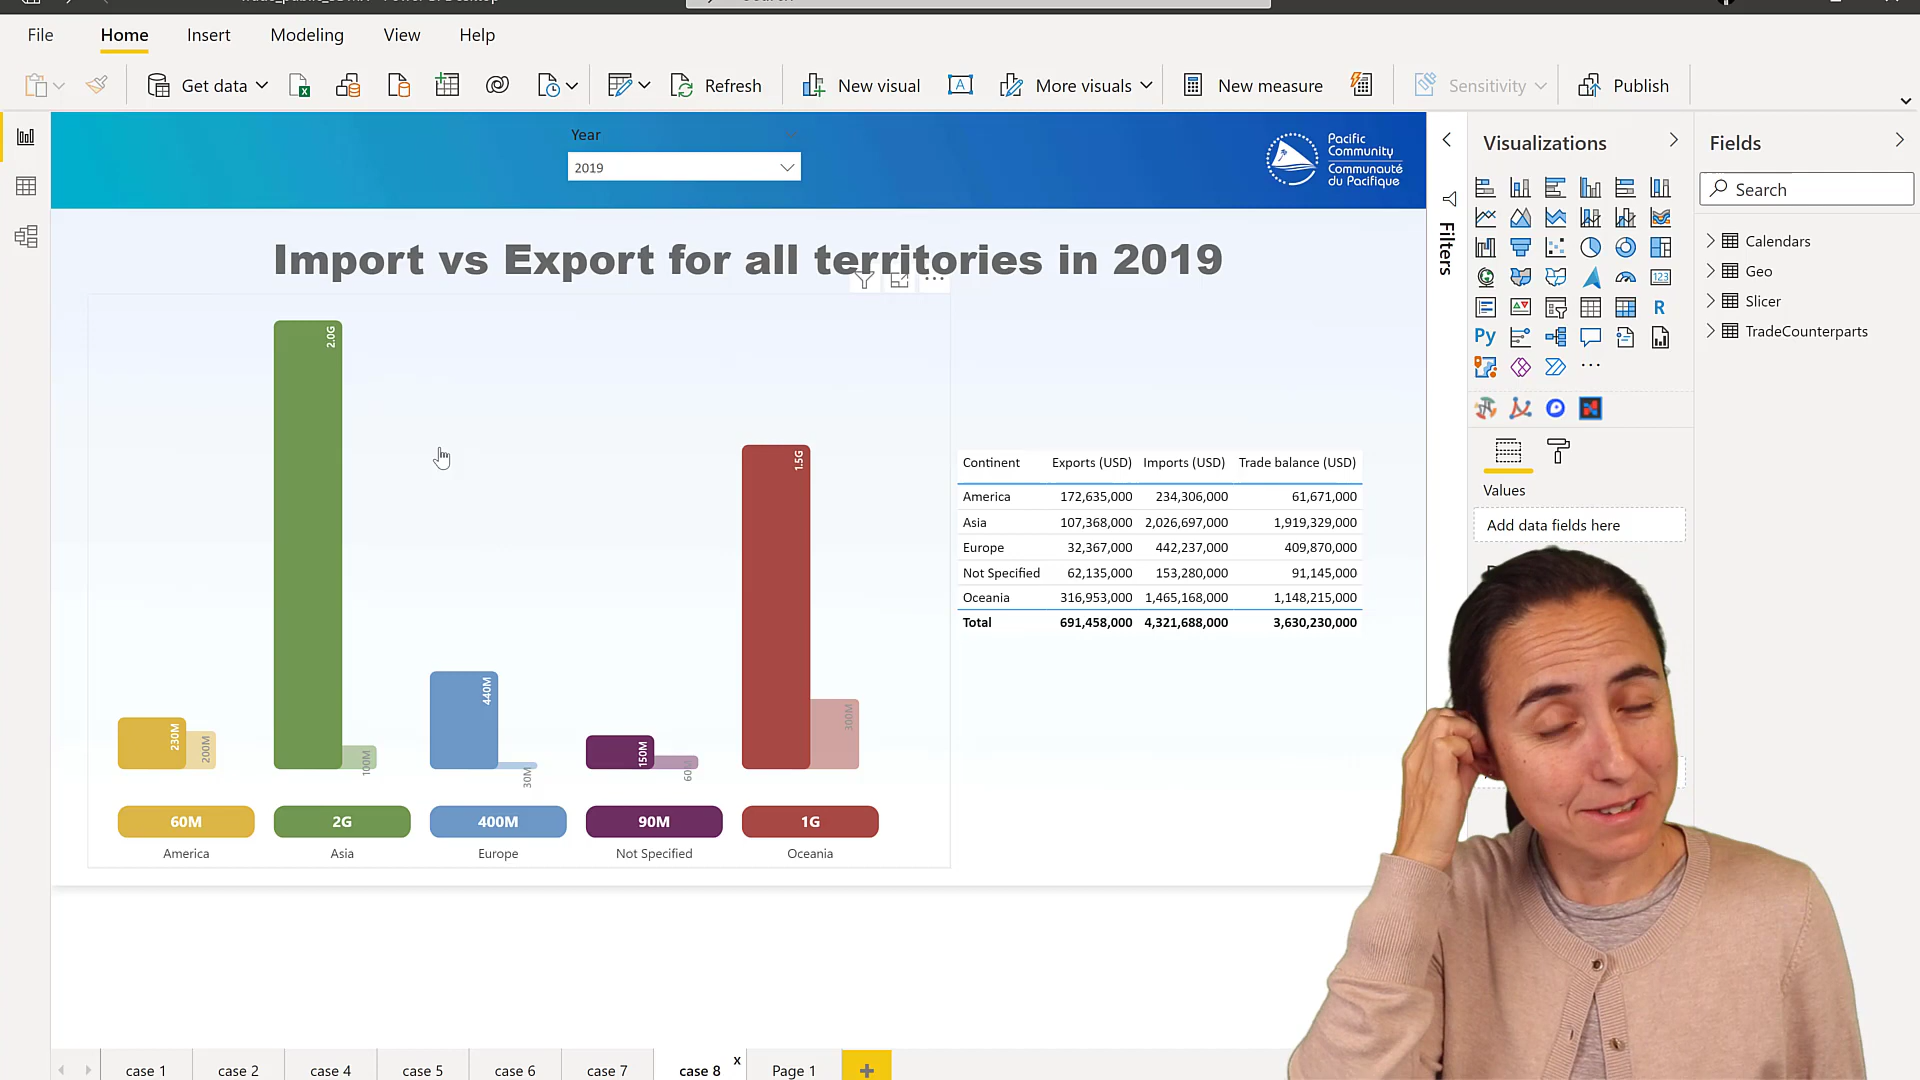 File Home Insert Modeling View Help
Get data Refresh New visual More visuals New measure Sensitivity Publish
Year
2019
Pacific
Community
Communauté
du Pacifique
Import vs Export for all territories in 2019
2.0G
1.5G
440M
230M
200M
100M
30M
150M
60M
300M
60M 2G 400M 90M 1G
America Asia Europe Not Specified Oceania
Continent Exports (USD) Imports (USD) Trade balance (USD)
America 172,635,000 234,306,000 61,671,000
Asia 107,368,000 2,026,697,000 1,919,329,000
Europe 32,367,000 442,237,000 409,870,000
Not Specified 62,135,000 153,280,000 91,145,000
Oceania 316,953,000 1,465,168,000 1,148,215,000
Total 691,458,000 4,321,688,000 3,630,230,000
Filters
Visualizations
123
R
Py
Values
Add data fields here
Fields
Search
Calendars
Geo
Slicer
TradeCounterparts
case 1 case 2 case 4 case 5 case 6 case 7 case 8 x Page 1 +